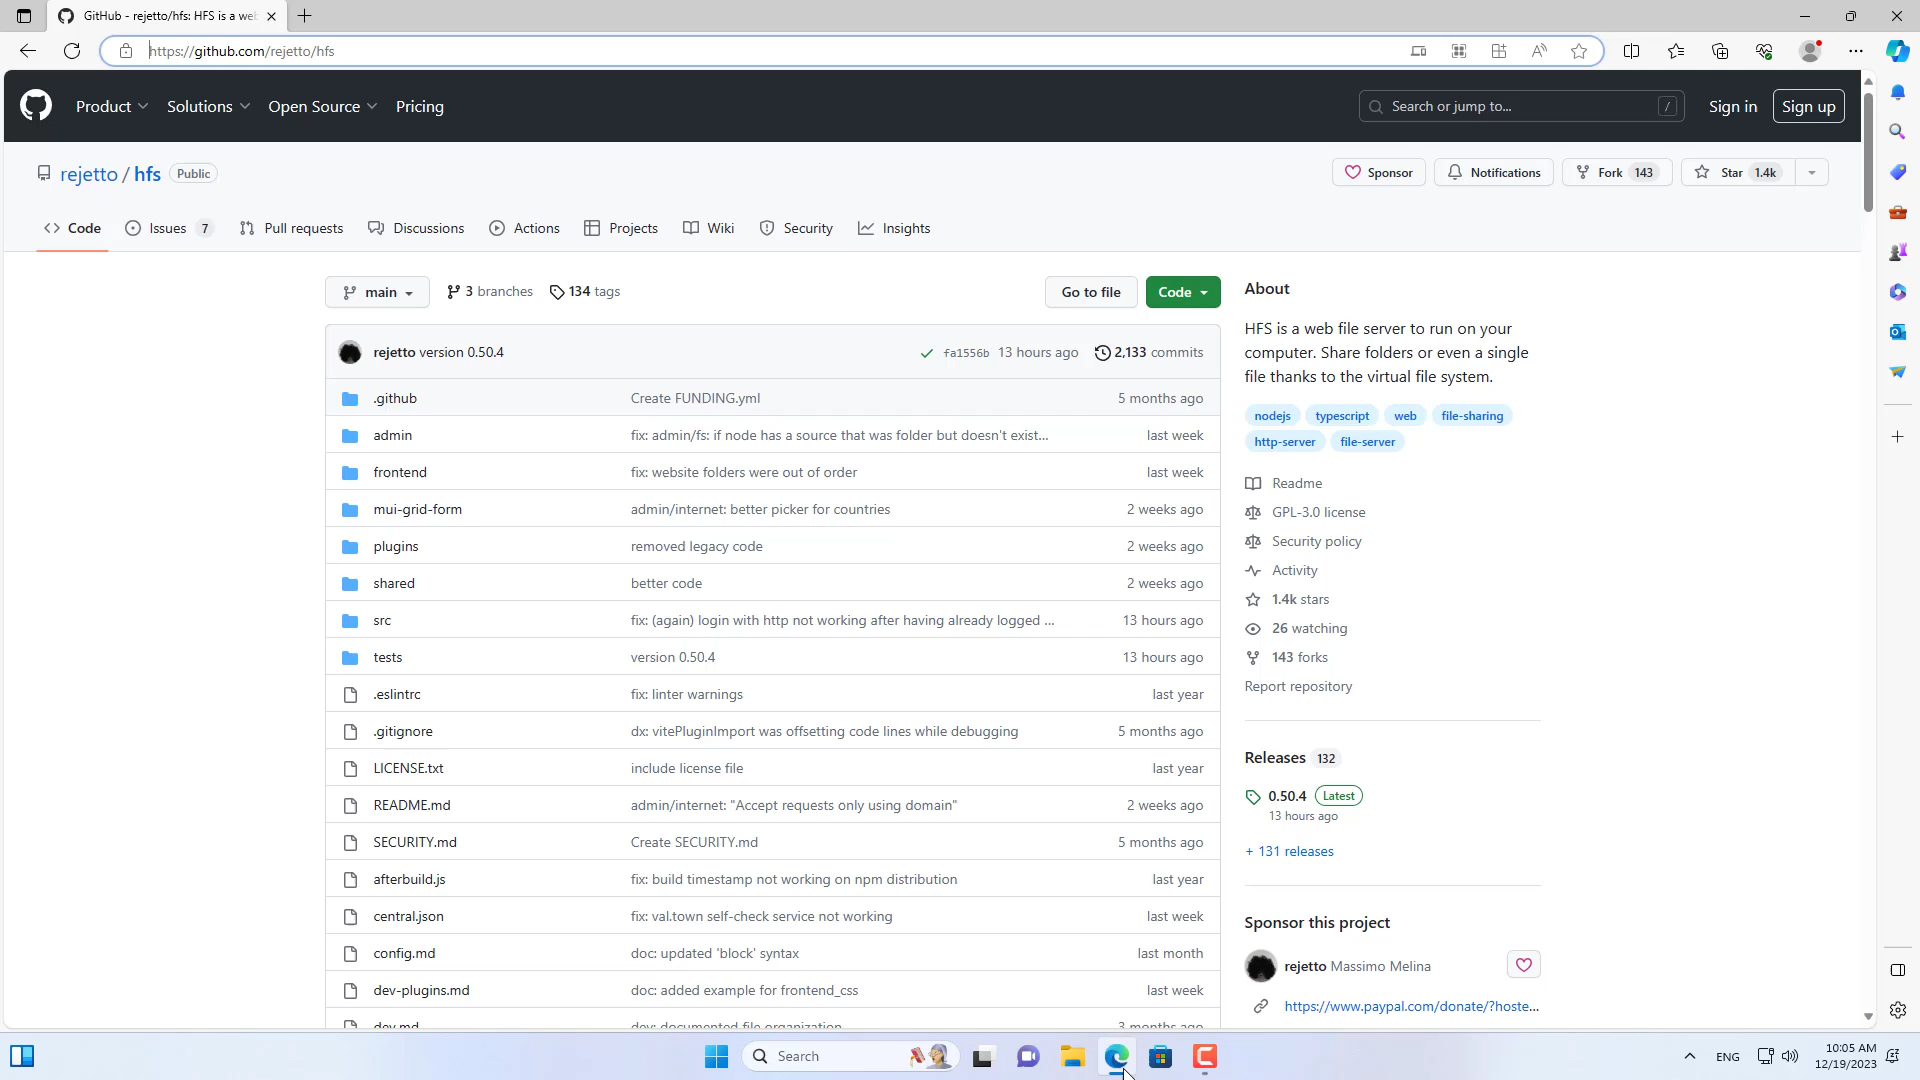 GitHub - rejetto/hfs: HFS is a web
https://github.com/rejetto/hfs
Product Solutions Open Source Pricing
Search or jump to... /
Sign in Sign up
rejetto / hfs Public
Sponsor Notifications Fork 143 Star 1.4k
Code Issues 7 Pull requests Discussions Actions Projects Wiki Security Insights
main 3 branches 134 tags Go to file Code
rejetto version 0.50.4 fa1556b 13 hours ago 2,133 commits
.github Create FUNDING.yml 5 months ago
admin fix: admin/fs: if node has a source that was folder but doesn't exist... last week
frontend fix: website folders were out of order last week
mui-grid-form admin/internet: better picker for countries 2 weeks ago
plugins removed legacy code 2 weeks ago
shared better code 2 weeks ago
src fix: (again) login with http not working after having already logged ... 13 hours ago
tests version 0.50.4 13 hours ago
.eslintrc fix: linter warnings last year
.gitignore dx: vitePluginImport was offsetting code lines while debugging 5 months ago
LICENSE.txt include license file last year
README.md admin/internet: "Accept requests only using domain" 2 weeks ago
SECURITY.md Create SECURITY.md 5 months ago
afterbuild.js fix: build timestamp not working on npm distribution last year
central.json fix: val.town self-check service not working last week
config.md doc: updated 'block' syntax last month
dev-plugins.md doc: added example for frontend_css last week
dev.md dev: documented file organization 3 months ago
About
HFS is a web file server to run on your
computer. Share folders or even a single
file thanks to the virtual file system.
nodejs typescript web file-sharing
http-server file-server
Readme
GPL-3.0 license
Security policy
Activity
1.4k stars
26 watching
143 forks
Report repository
Releases 132
0.50.4 Latest
13 hours ago
+ 131 releases
Sponsor this project
rejetto Massimo Melina
https://www.paypal.com/donate/?hoste...
Search
ENG
10:05 AM
12/19/2023